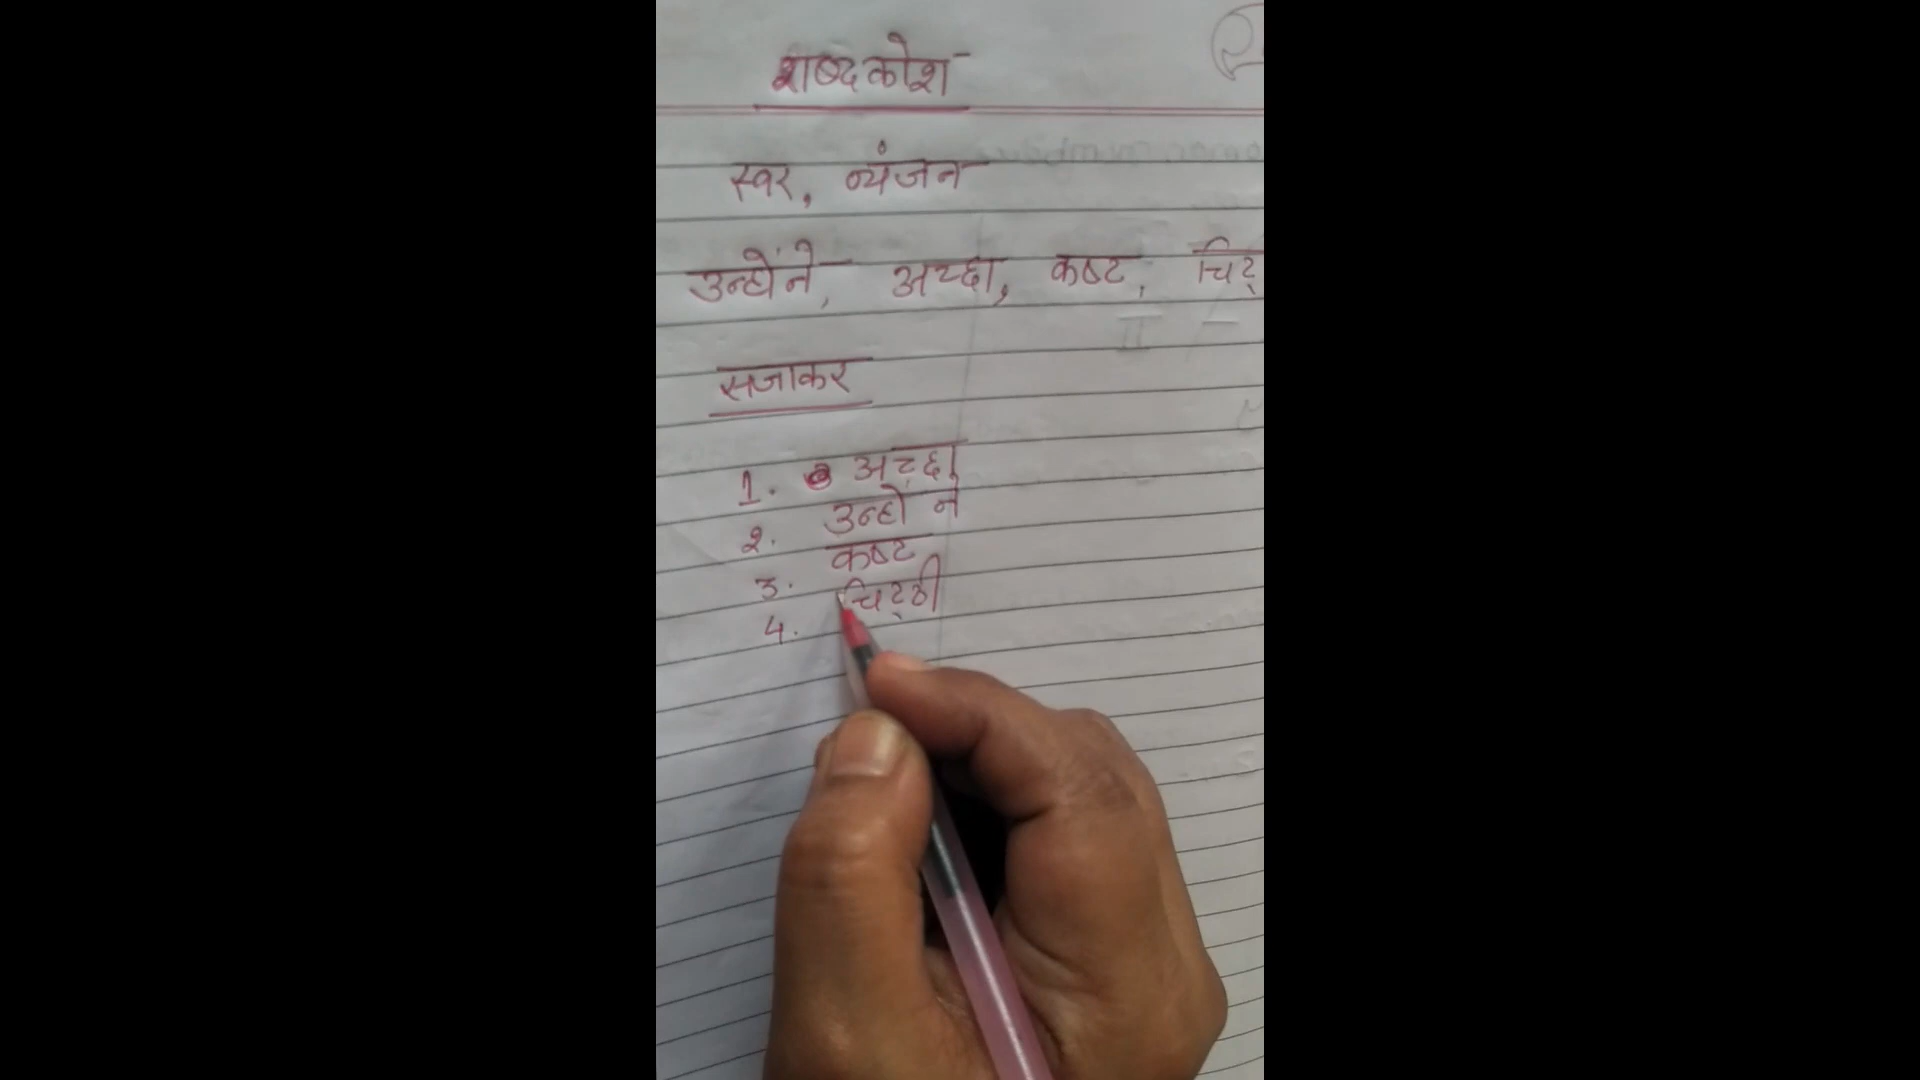 शब्दकोश
स्वर, व्यंजन
उन्होंने, अच्छा, कष्ट, चिट्
सजाकर
1. अच्छा
2. उन्होंने
3. कष्ट
4. चिट्ठी